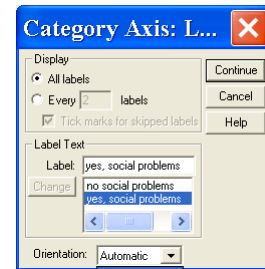 Category Axis: L...
Display
All labels
Continue
Every 2 labels
Cancel
Tick marks for skipped labels
Help
Label Text
Label: yes, social problems
Change
no social problems
yes, social problems
Orientation: Automatic